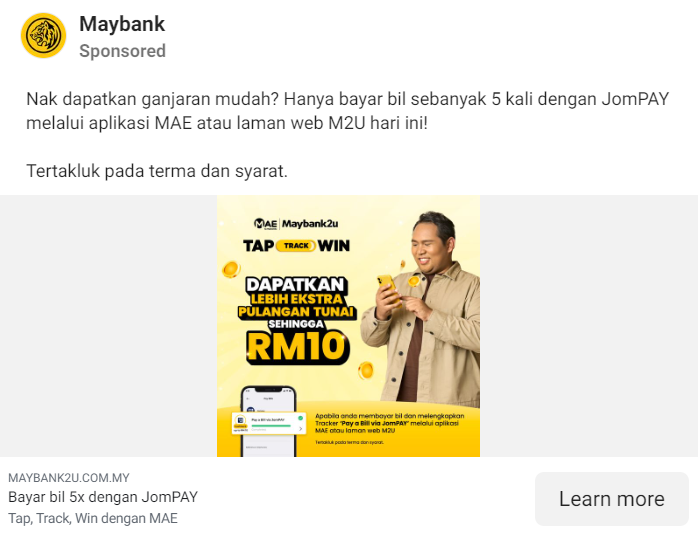 Maybank
Sponsored
Nak dapatkan ganjaran mudah? Hanya bayar bil sebanyak 5 kali dengan JomPAY
melalui aplikasi MAE atau laman web M2U hari ini!
Tertakluk pada terma dan syarat.
MAE | Maybank2u
TAP TRACK WIN
DAPATKAN
LEBIH EKSTRA
PULANGAN TUNAI
SEHINGGA
RM10
Pay a Bill via JomPAY
Apabila anda membayar bil dan melengkapkan
Tracker 'Pay a Bill via JomPAY' melalui aplikasi
MAE atau laman web M2U
Tertakluk pada terma dan syarat.
MAYBANK2U.COM.MY
Bayar bil 5x dengan JomPAY
Tap, Track, Win dengan MAE
Learn more